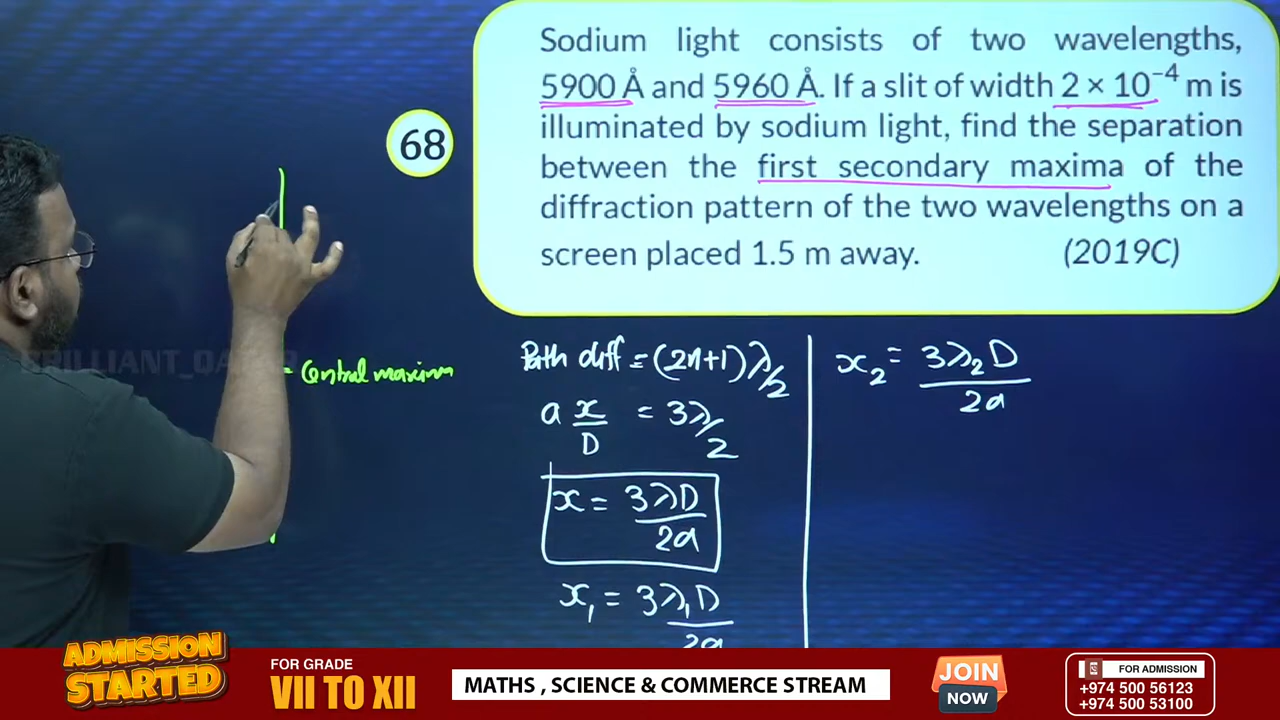 Sodium light consists of two wavelengths,
5900 Å and 5960 Å. If a slit of width 2 × 10⁻⁴ m is
illuminated by sodium light, find the separation
between the first secondary maxima of the
diffraction pattern of the two wavelengths on a
screen placed 1.5 m away. (2019C)
68
= Central maximum
Path diff = (2n+1) λ/2
a x/D = 3λ/2
x = 3λD/2a
x₁ = 3λ₁D/2a
x₂ = 3λ₂D/2a
ADMISSION
STARTED
FOR GRADE
VII TO XII
MATHS , SCIENCE & COMMERCE STREAM
JOIN
NOW
FOR ADMISSION
+974 500 56123
+974 500 53100